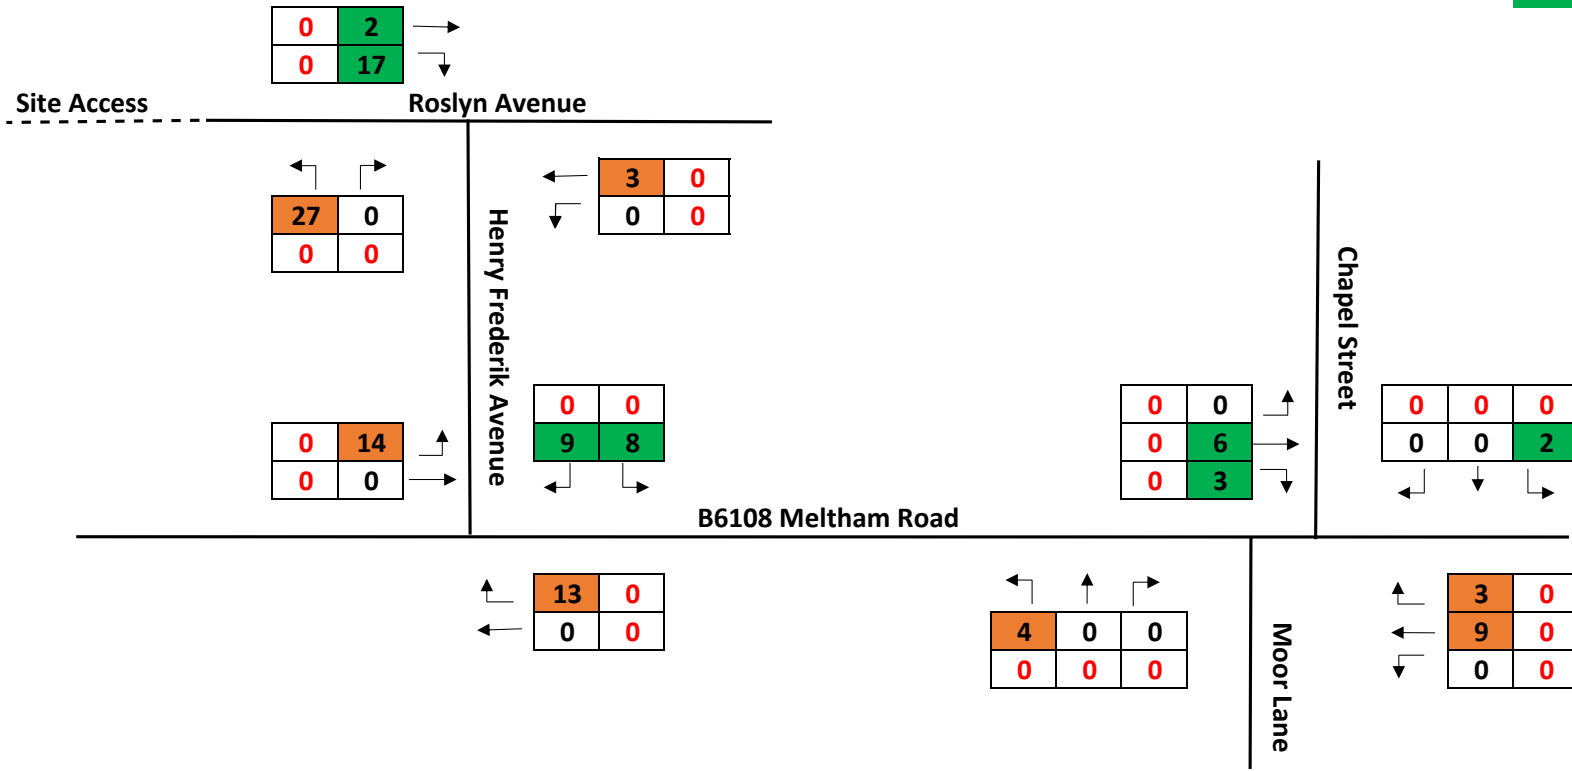 0 2
0 17
Site Access Roslyn Avenue
3 0
0 0
27 0
0 0
Henry Frederik Avenue
Chapel Street
0 14
0 0
0 0
9 8
0 0
0 6
0 3
0 0 0
0 0 2
B6108 Meltham Road
13 0
0 0
4 0 0
0 0 0
Moor Lane
3 0
9 0
0 0